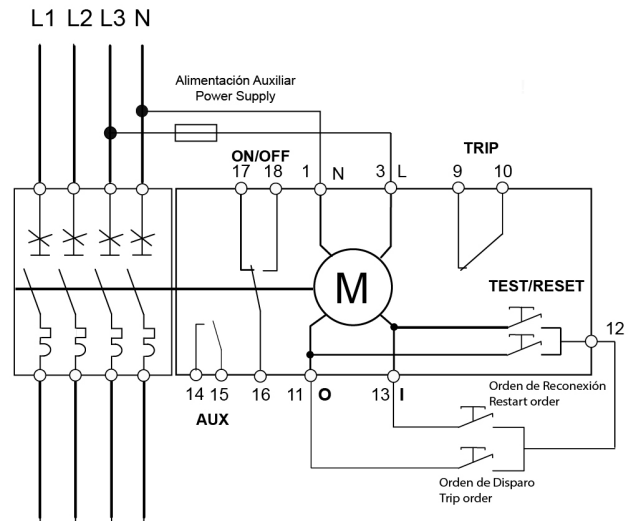 L1 L2 L3 N
Alimentación Auxiliar
Power Supply
ON/OFF
TRIP
17 18 1 N 3 L 9 10
M
TEST/RESET
12
14 15 16 11 O 13 I
AUX
Orden de Reconexión
Restart order
Orden de Disparo
Trip order